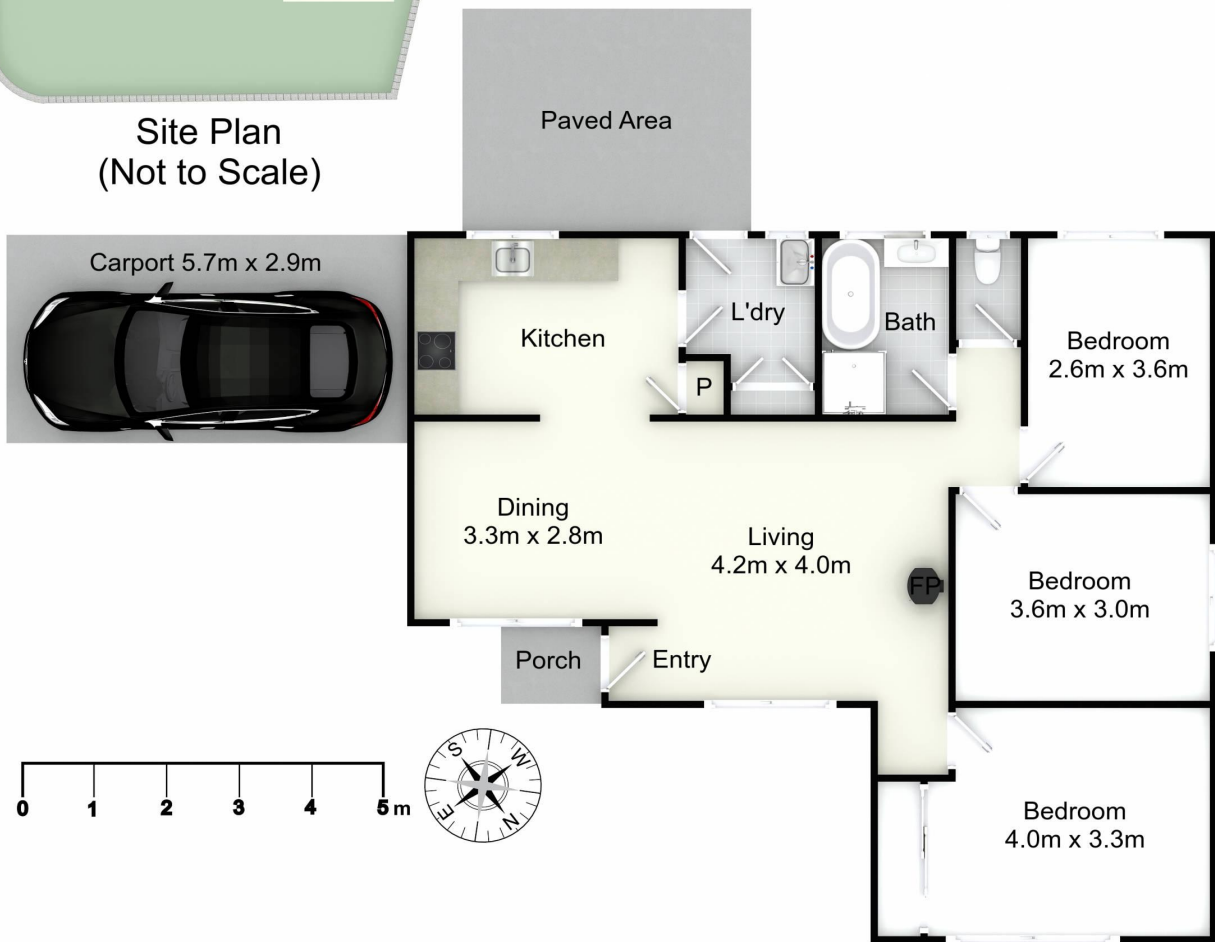 Site Plan
(Not to Scale)
Paved Area
Carport 5.7m x 2.9m
Kitchen
L'dry
P
Bath
Bedroom
2.6m x 3.6m
Dining
3.3m x 2.8m
Living
4.2m x 4.0m
FP
Bedroom
3.6m x 3.0m
Porch
Entry
0 1 2 3 4 5 m
S
W
E
N
Bedroom
4.0m x 3.3m